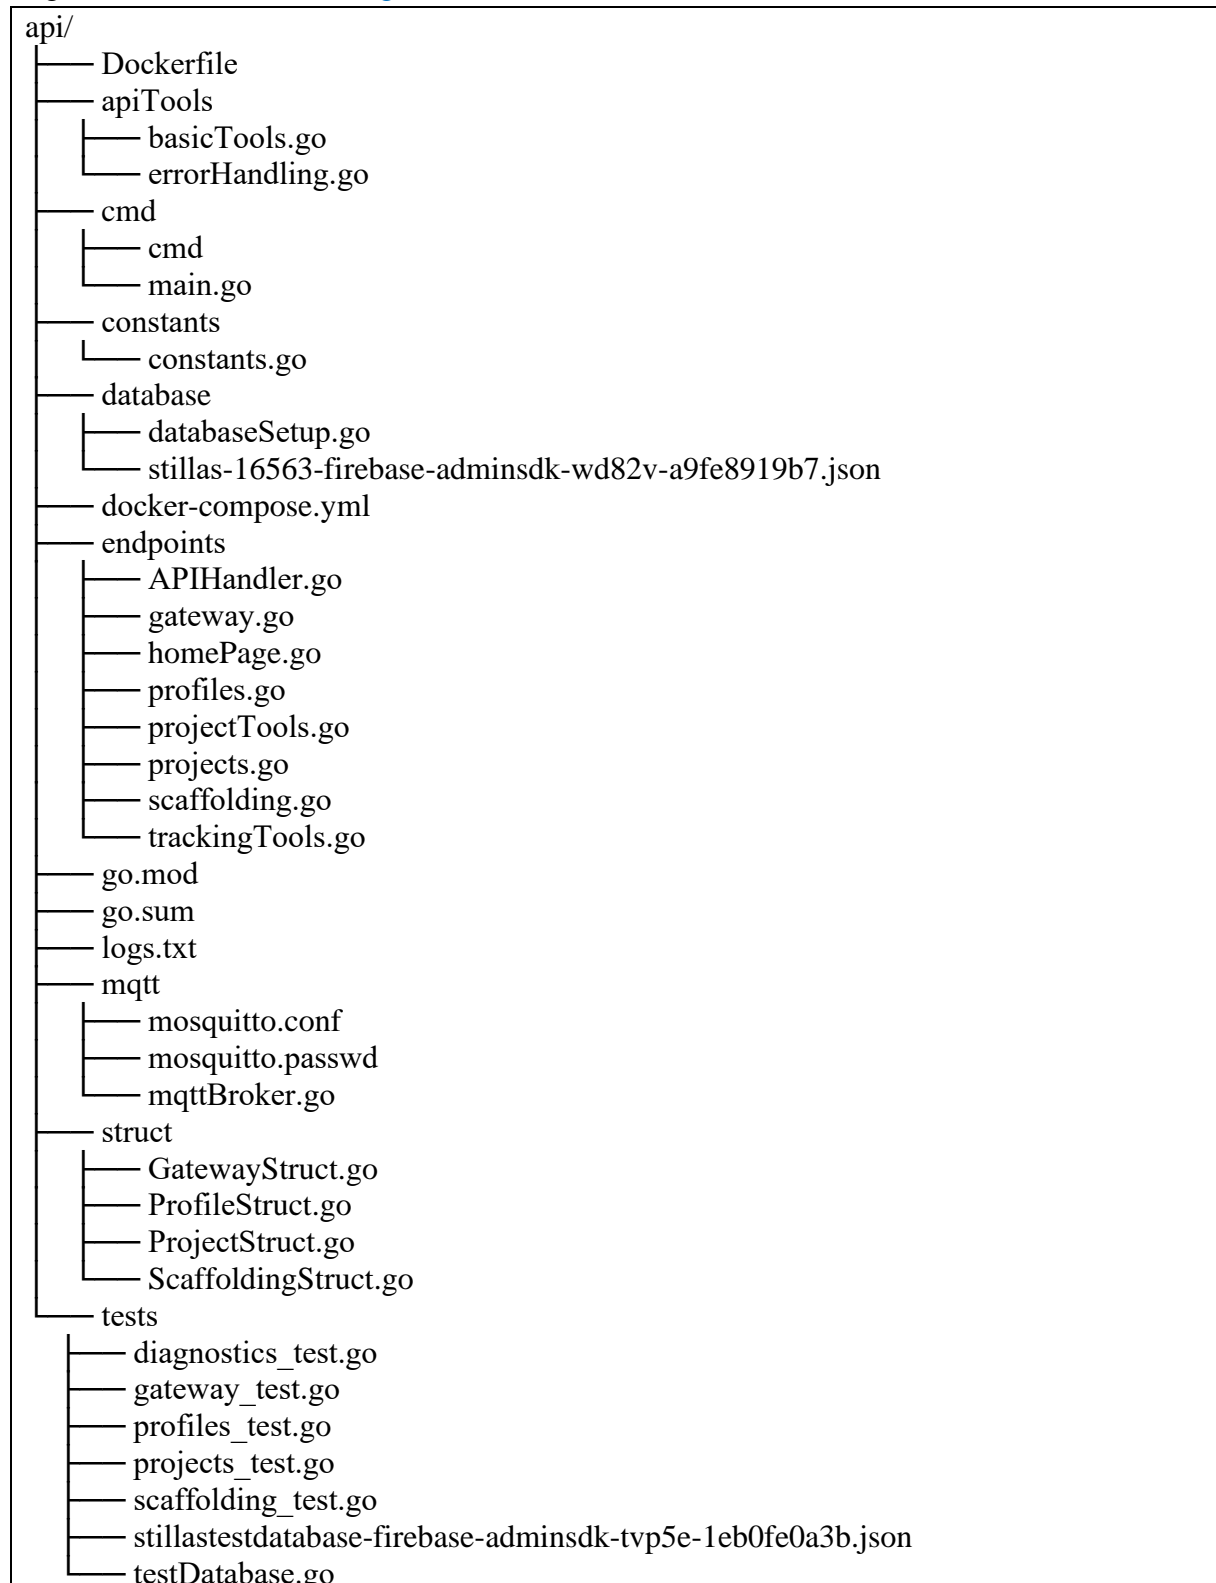 api/
Dockerfile
apiTools
basicTools.go
errorHandling.go
cmd
cmd
main.go
constants
constants.go
database
databaseSetup.go
stillas-16563-firebase-adminsdk-wd82v-a9fe8919b7.json
docker-compose.yml
endpoints
APIHandler.go
gateway.go
homePage.go
profiles.go
projectTools.go
projects.go
scaffolding.go
trackingTools.go
go.mod
go.sum
logs.txt
mqtt
mosquitto.conf
mosquitto.passwd
mqttBroker.go
struct
GatewayStruct.go
ProfileStruct.go
ProjectStruct.go
ScaffoldingStruct.go
tests
diagnostics_test.go
gateway_test.go
profiles_test.go
projects_test.go
scaffolding_test.go
stillastestdatabase-firebase-adminsdk-tvp5e-1eb0fe0a3b.json
testDatabase.go